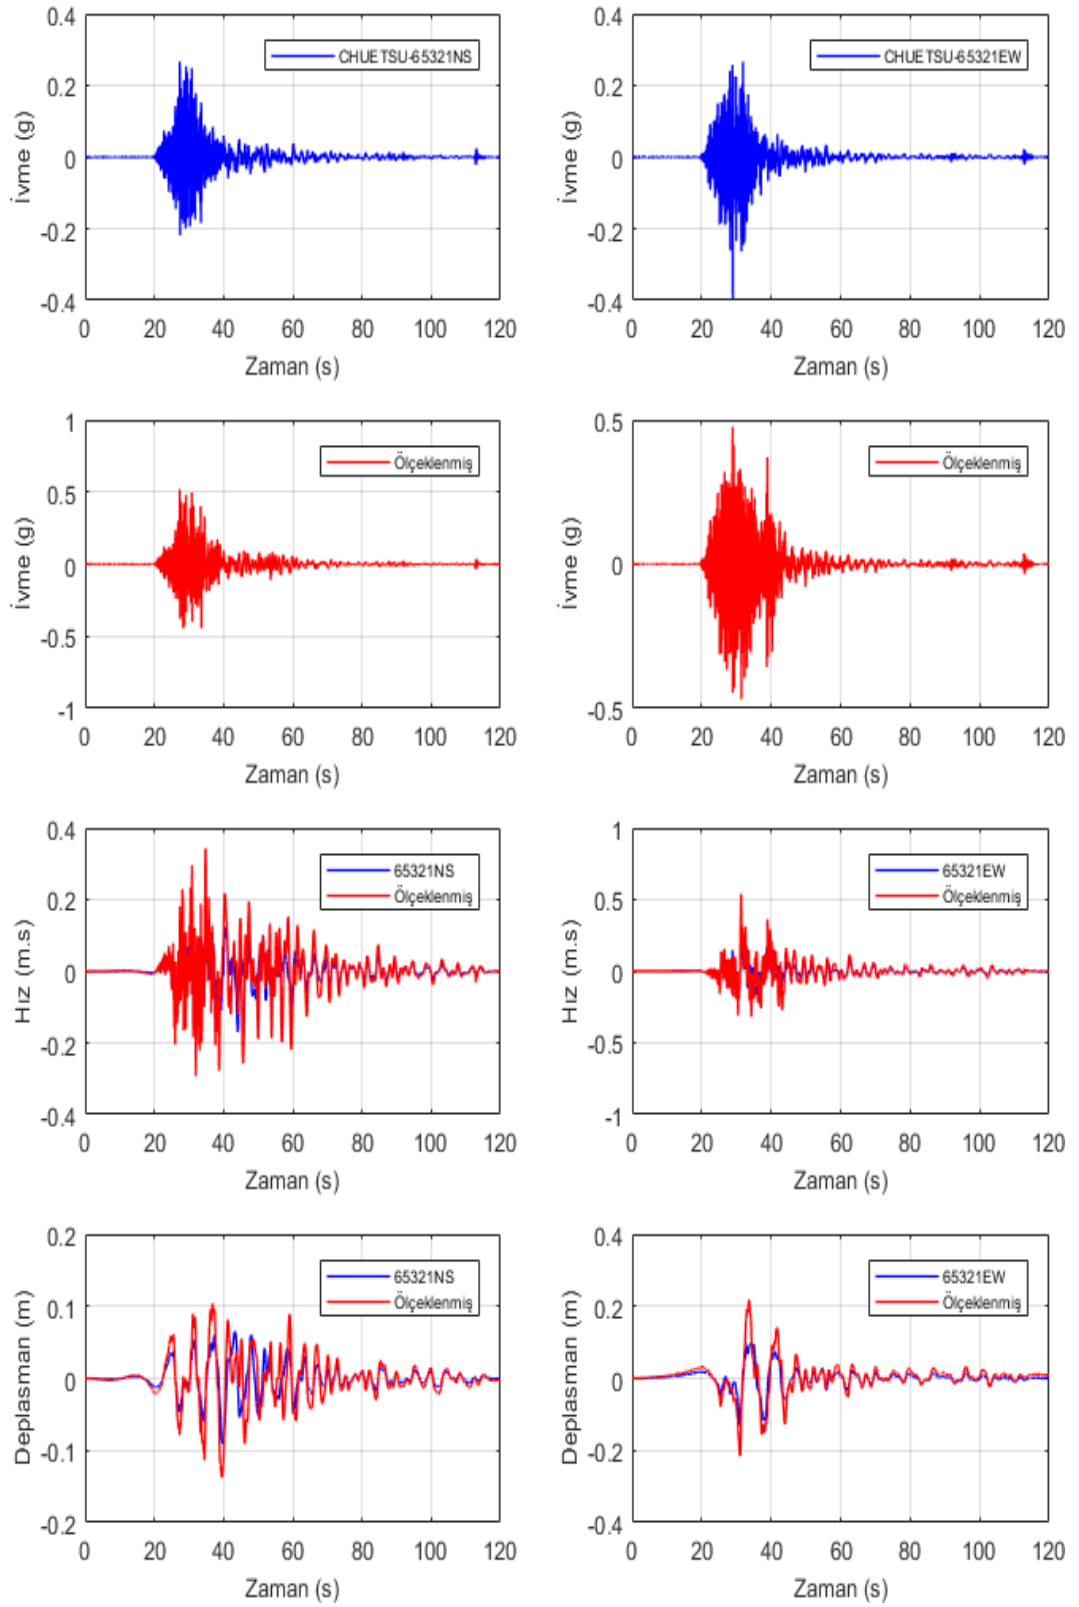 0.4
0.2
0
-0.2
-0.4
0 20 40 60 80 100 120
İvme (g)
Zaman (s)
CHUETSU-65321NS
0.4
0.2
0
-0.2
-0.4
0 20 40 60 80 100 120
İvme (g)
Zaman (s)
CHUETSU-65321EW
1
0.5
0
-0.5
-1
0 20 40 60 80 100 120
İvme (g)
Zaman (s)
Ölçeklenmiş
0.5
0
-0.5
0 20 40 60 80 100 120
İvme (g)
Zaman (s)
Ölçeklenmiş
0.4
0.2
0
-0.2
-0.4
0 20 40 60 80 100 120
Hız (m.s)
Zaman (s)
65321NS
Ölçeklenmiş
1
0.5
0
-0.5
-1
0 20 40 60 80 100 120
Hız (m.s)
Zaman (s)
65321EW
Ölçeklenmiş
0.2
0.1
0
-0.1
-0.2
0 20 40 60 80 100 120
Deplasman (m)
Zaman (s)
65321NS
Ölçeklenmiş
0.4
0.2
0
-0.2
-0.4
0 20 40 60 80 100 120
Deplasman (m)
Zaman (s)
65321EW
Ölçeklenmiş